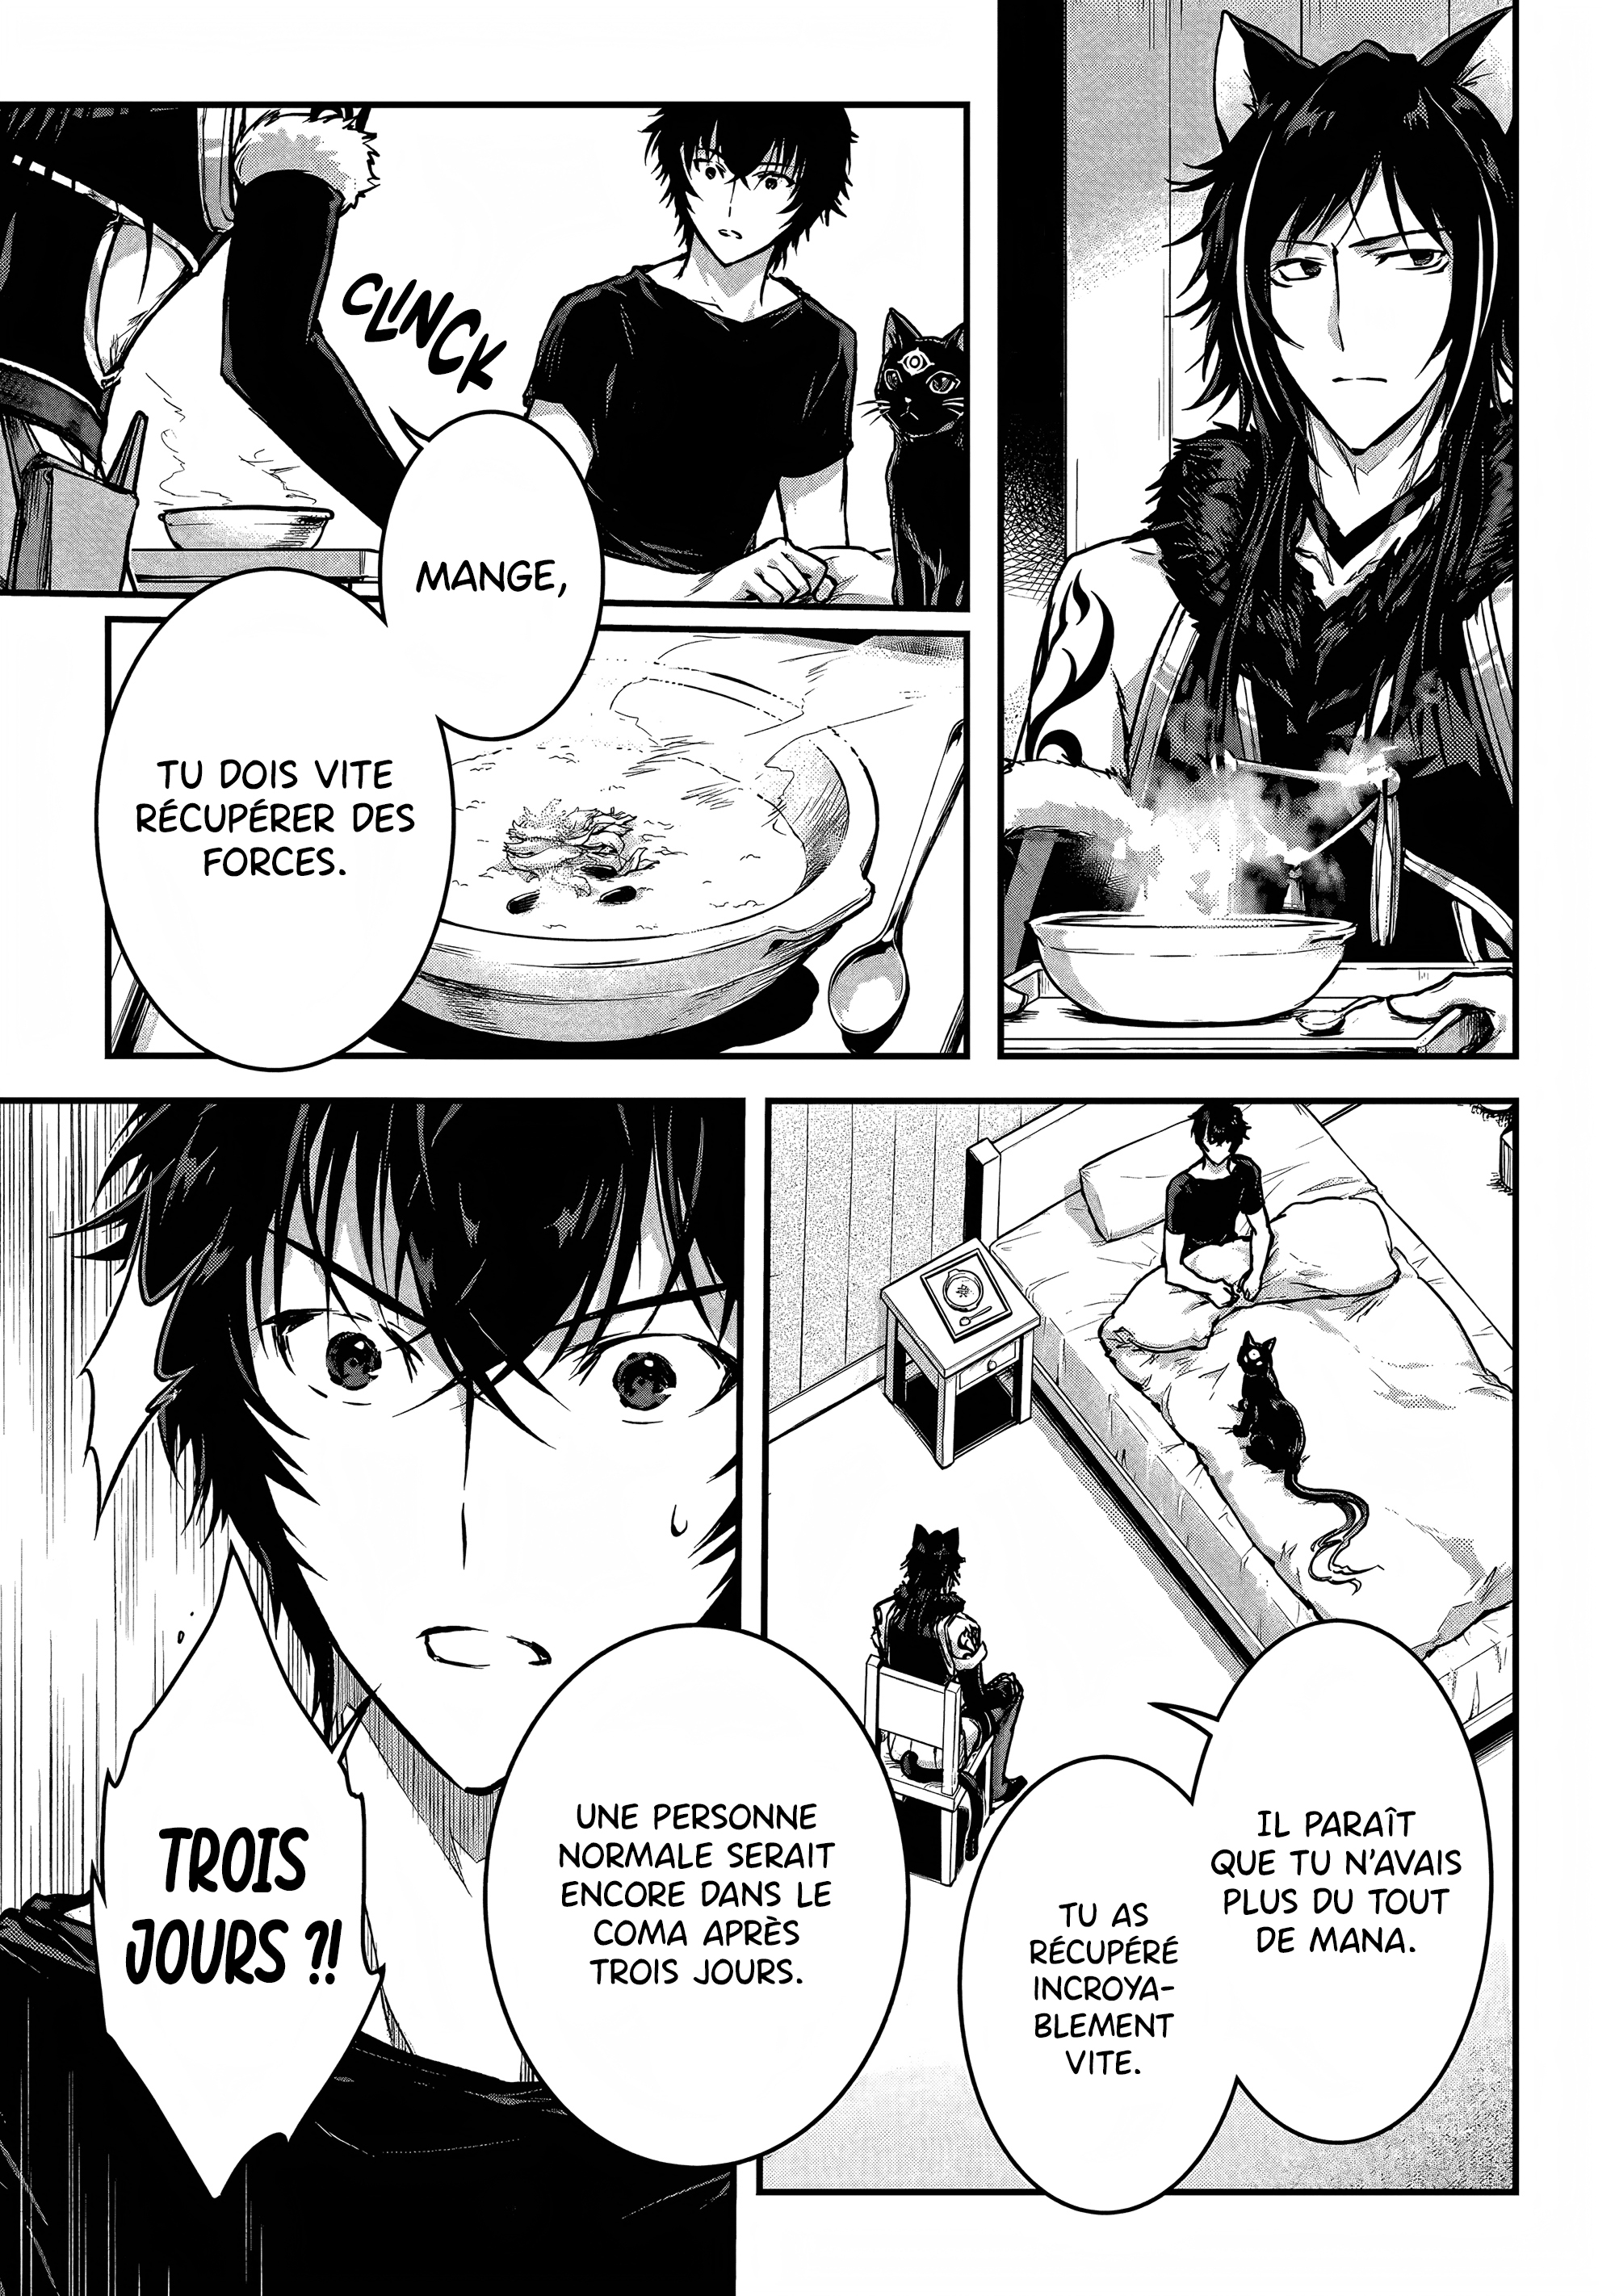 CLINCK
MANGE,
TU DOIS VITE
RÉCUPÉRER DES
FORCES.
IL PARAÎT
QUE TU N'AVAIS
PLUS DU TOUT
DE MANA.
TU AS
RÉCUPÉRÉ
INCROYA-
BLEMENT
VITE.
UNE PERSONNE
NORMALE SERAIT
ENCORE DANS LE
COMA APRÈS
TROIS JOURS.
TROIS
JOURS ?!